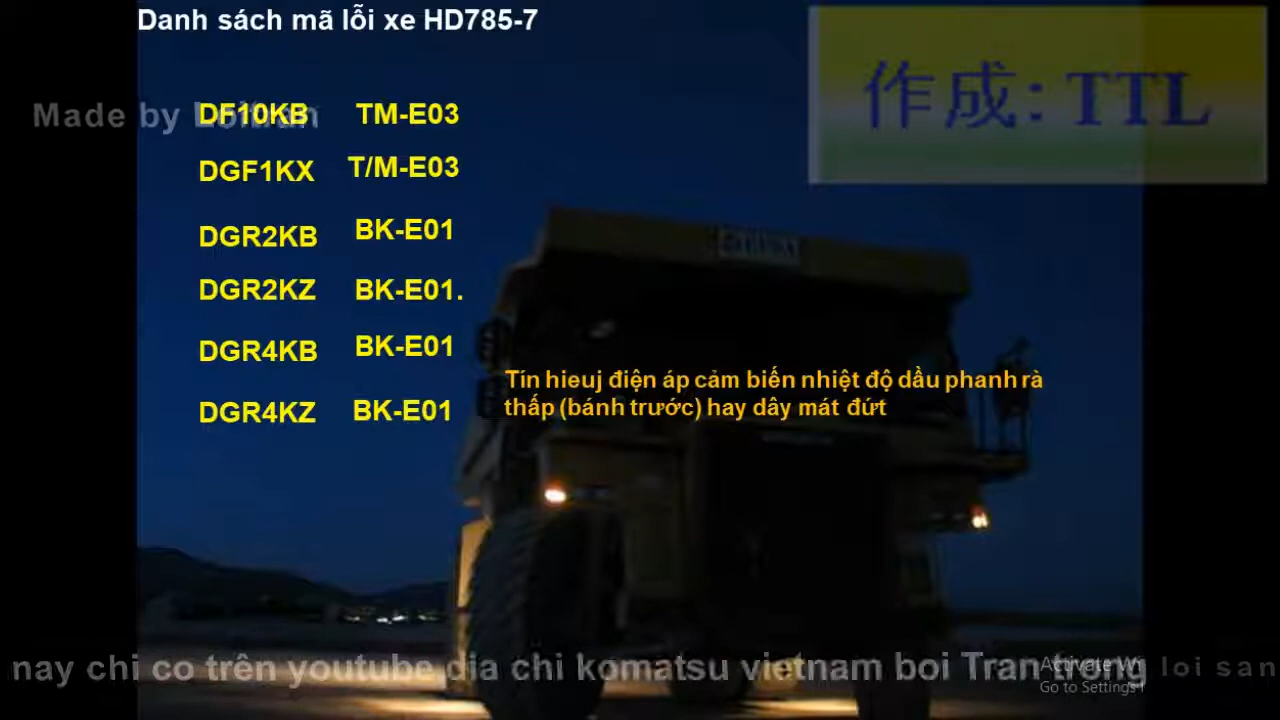 Danh sách mã lỗi xe HD785-7
作成: TTL
Made by Loitran
DF10KB TM-E03
DGF1KX T/M-E03
DGR2KB BK-E01
DGR2KZ BK-E01.
DGR4KB BK-E01
DGR4KZ BK-E01
Tín hieuj điện áp cảm biến nhiệt độ dầu phanh rà
thấp (bánh trước) hay dây mát đứt
nay chi co trên youtube dia chi komatsu vietnam boi Tran trong loi san
Activate Wi
Go to Settings t